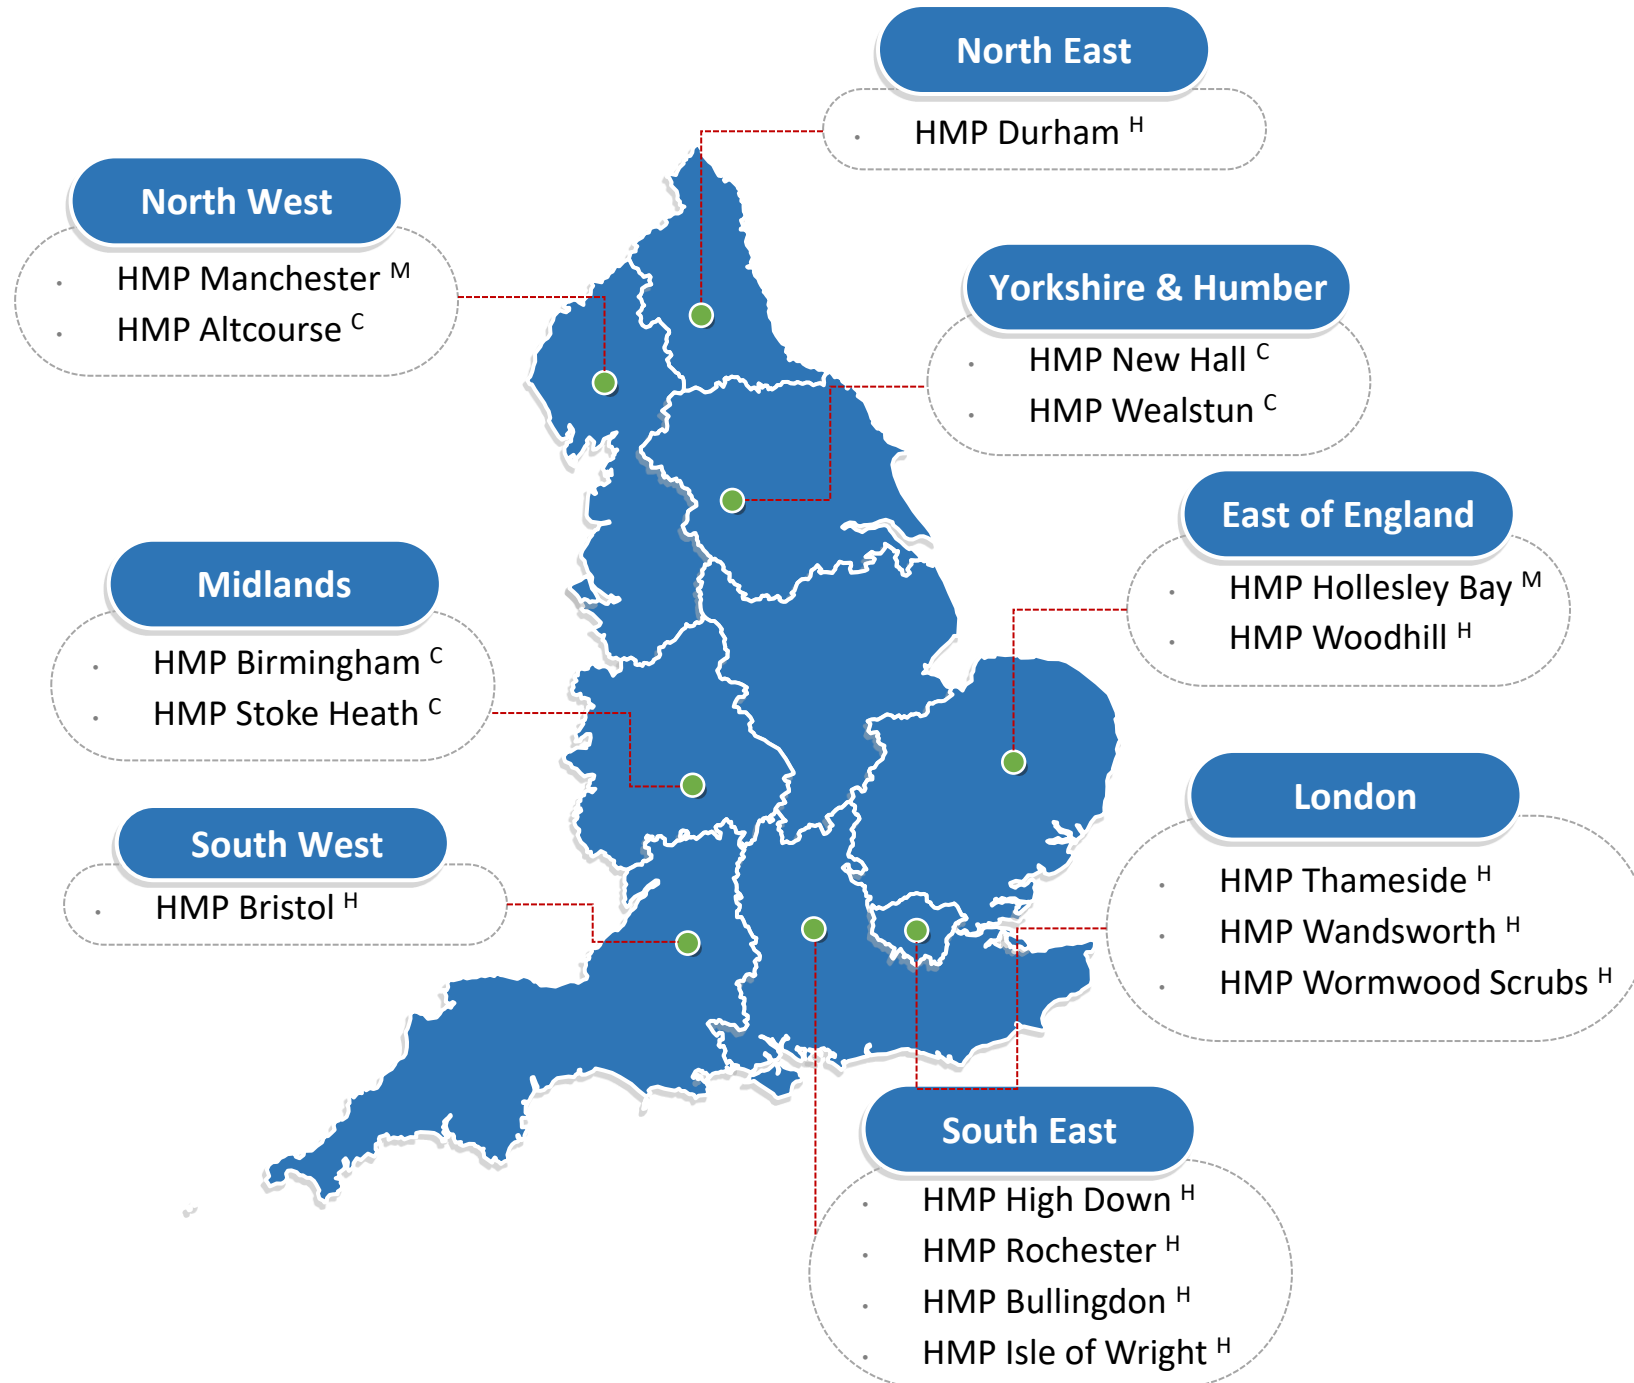 North East
· HMP Durham ᴴ
North West
· HMP Manchester ᴹ
· HMP Altcourse ᶜ
Yorkshire & Humber
· HMP New Hall ᶜ
· HMP Wealstun ᶜ
East of England
· HMP Hollesley Bay ᴹ
· HMP Woodhill ᴴ
Midlands
· HMP Birmingham ᶜ
· HMP Stoke Heath ᶜ
London
· HMP Thameside ᴴ
· HMP Wandsworth ᴴ
· HMP Wormwood Scrubs ᴴ
South West
· HMP Bristol ᴴ
South East
· HMP High Down ᴴ
· HMP Rochester ᴴ
· HMP Bullingdon ᴴ
· HMP Isle of Wright ᴴ